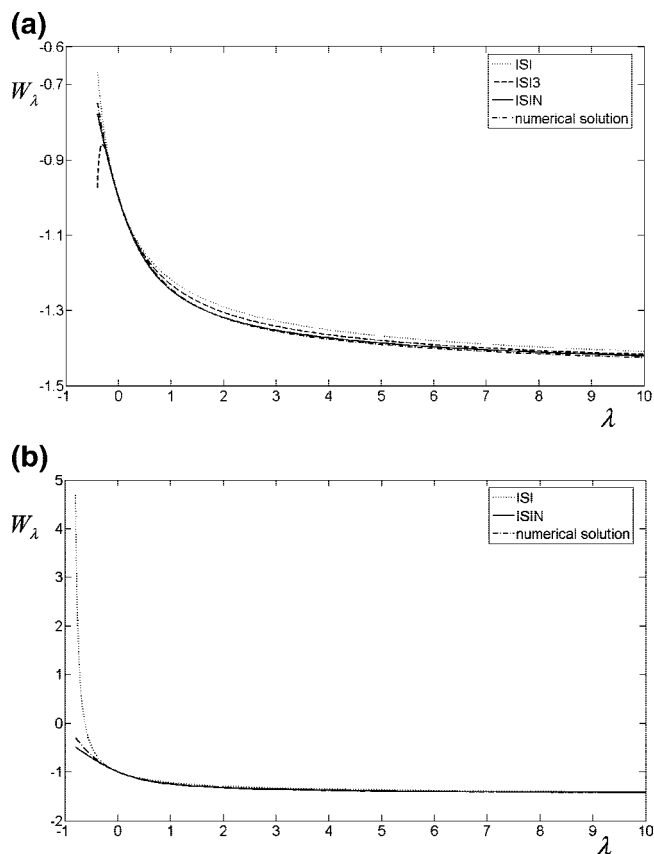 (a)
-0.6
-0.7
W_λ
-0.9
-1.1
-1.3
-1.5
ISI
ISI3
ISIN
numerical solution
-1 0 1 2 3 4 5 6 7 8 9 10
λ
(b)
5
4
W_λ
3
2
1
0
-1
-2
ISI
ISIN
numerical solution
-1 0 1 2 3 4 5 6 7 8 9 10
λ